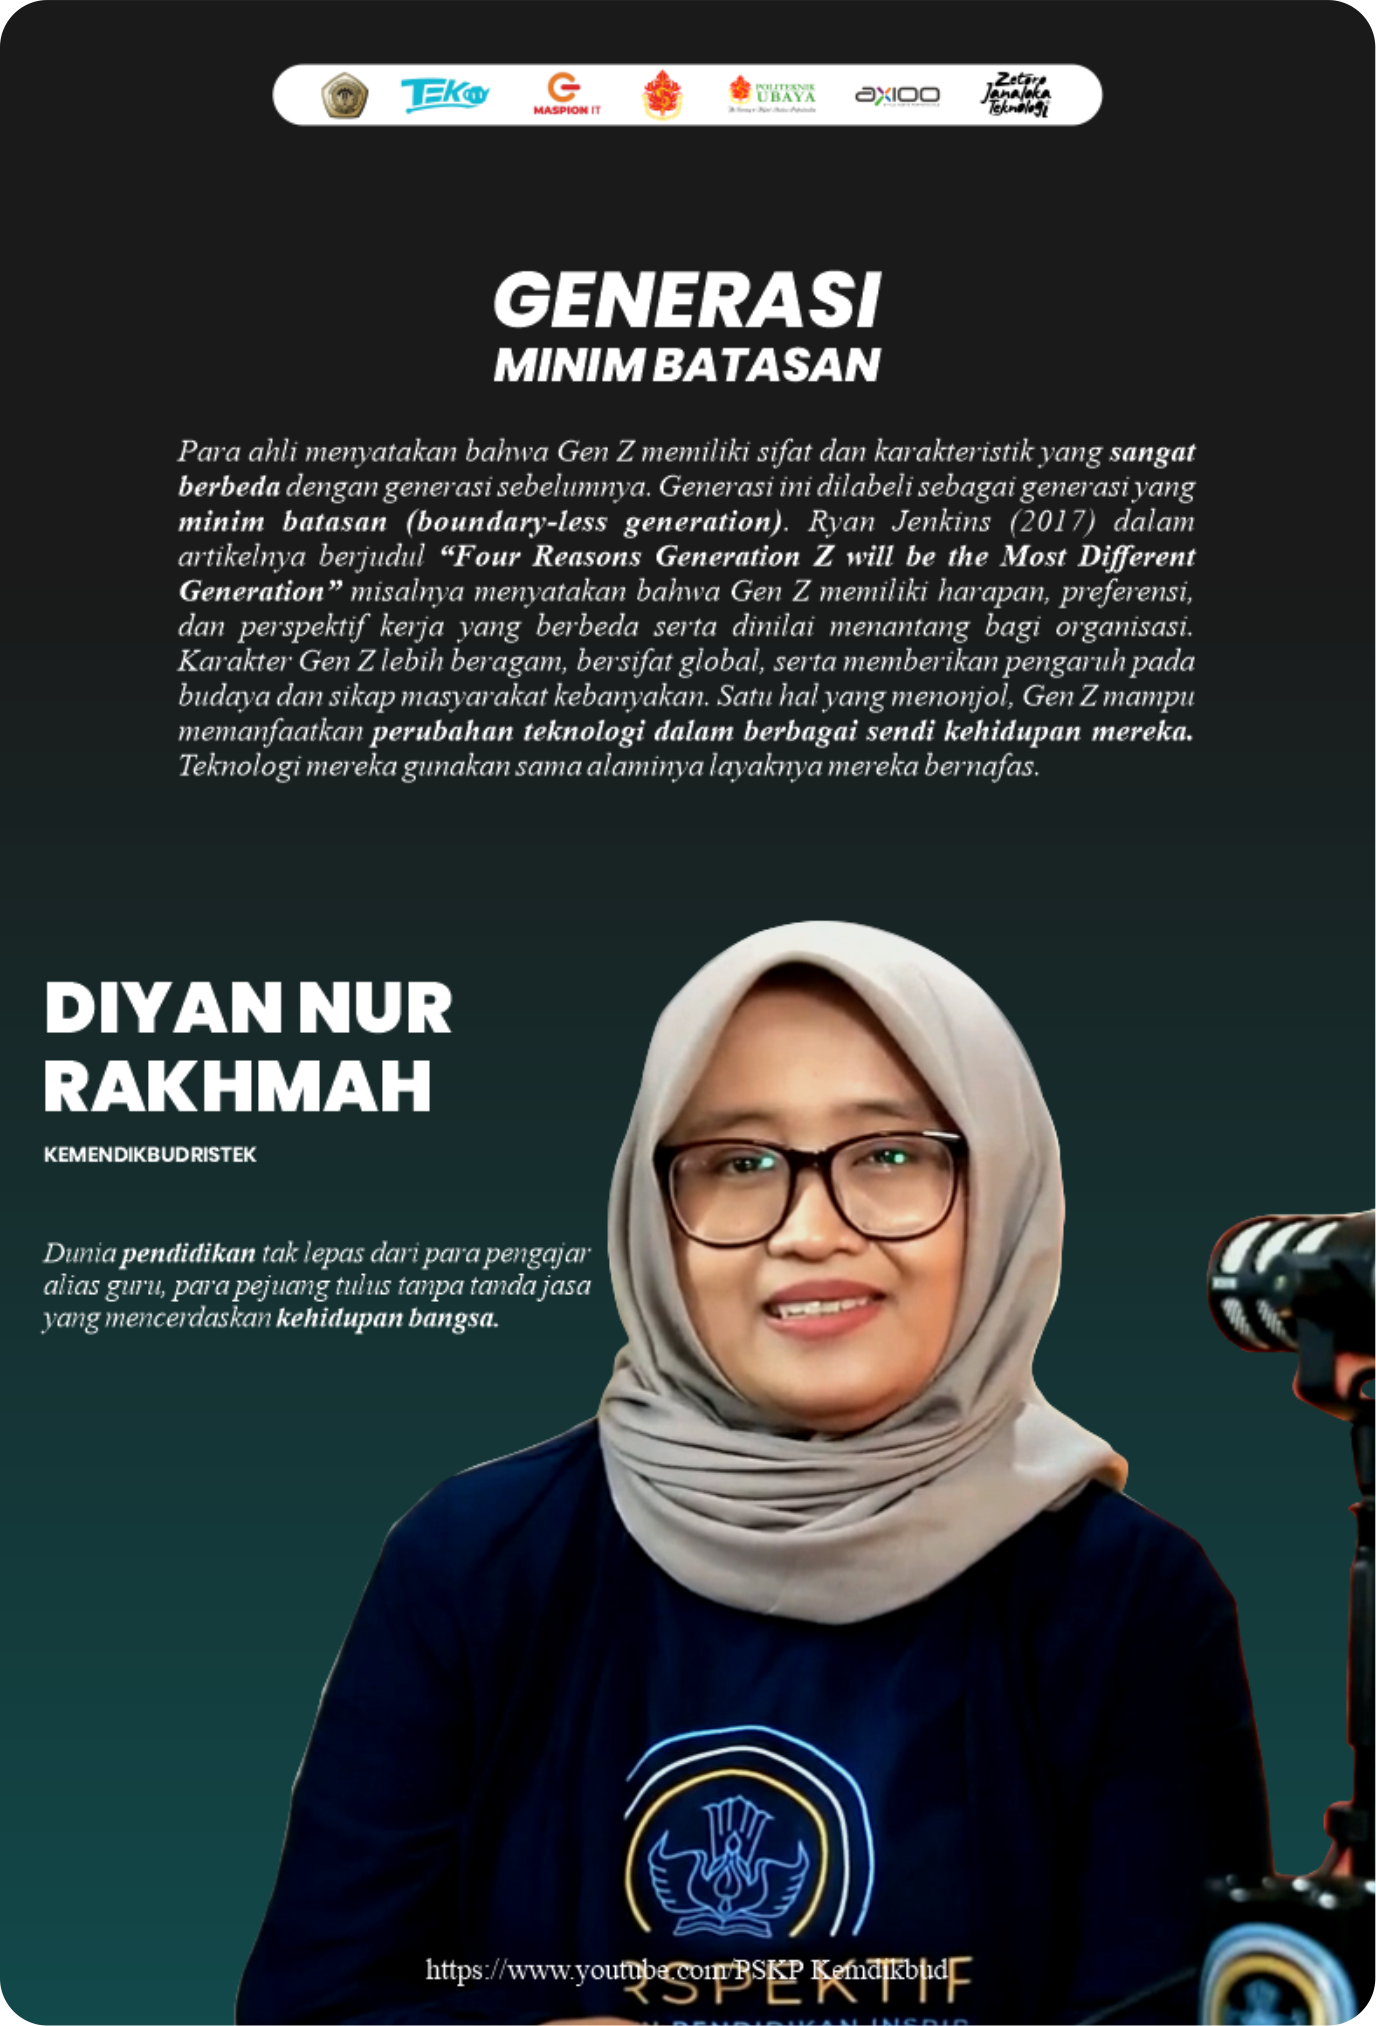 TEK
MASPION IT
POLITEKNIK
UBAYA
axioo
Zetoro
Janaloka
Teknologi
GENERASI
MINIM BATASAN
Para ahli menyatakan bahwa Gen Z memiliki sifat dan karakteristik yang sangat
berbeda dengan generasi sebelumnya. Generasi ini dilabeli sebagai generasi yang
minim batasan (boundary-less generation). Ryan Jenkins (2017) dalam
artikelnya berjudul “Four Reasons Generation Z will be the Most Different
Generation” misalnya menyatakan bahwa Gen Z memiliki harapan, preferensi,
dan perspektif kerja yang berbeda serta dinilai menantang bagi organisasi.
Karakter Gen Z lebih beragam, bersifat global, serta memberikan pengaruh pada
budaya dan sikap masyarakat kebanyakan. Satu hal yang menonjol, Gen Z mampu
memanfaatkan perubahan teknologi dalam berbagai sendi kehidupan mereka.
Teknologi mereka gunakan sama alaminya layaknya mereka bernafas.
DIYAN NUR
RAKHMAH
KEMENDIKBUDRISTEK
Dunia pendidikan tak lepas dari para pengajar
alias guru, para pejuang tulus tanpa tanda jasa
yang mencerdaskan kehidupan bangsa.
https://www.youtube.com/PSKP Kemdikbud
RSPEKTIF
N PENDIDIKAN INSPIR